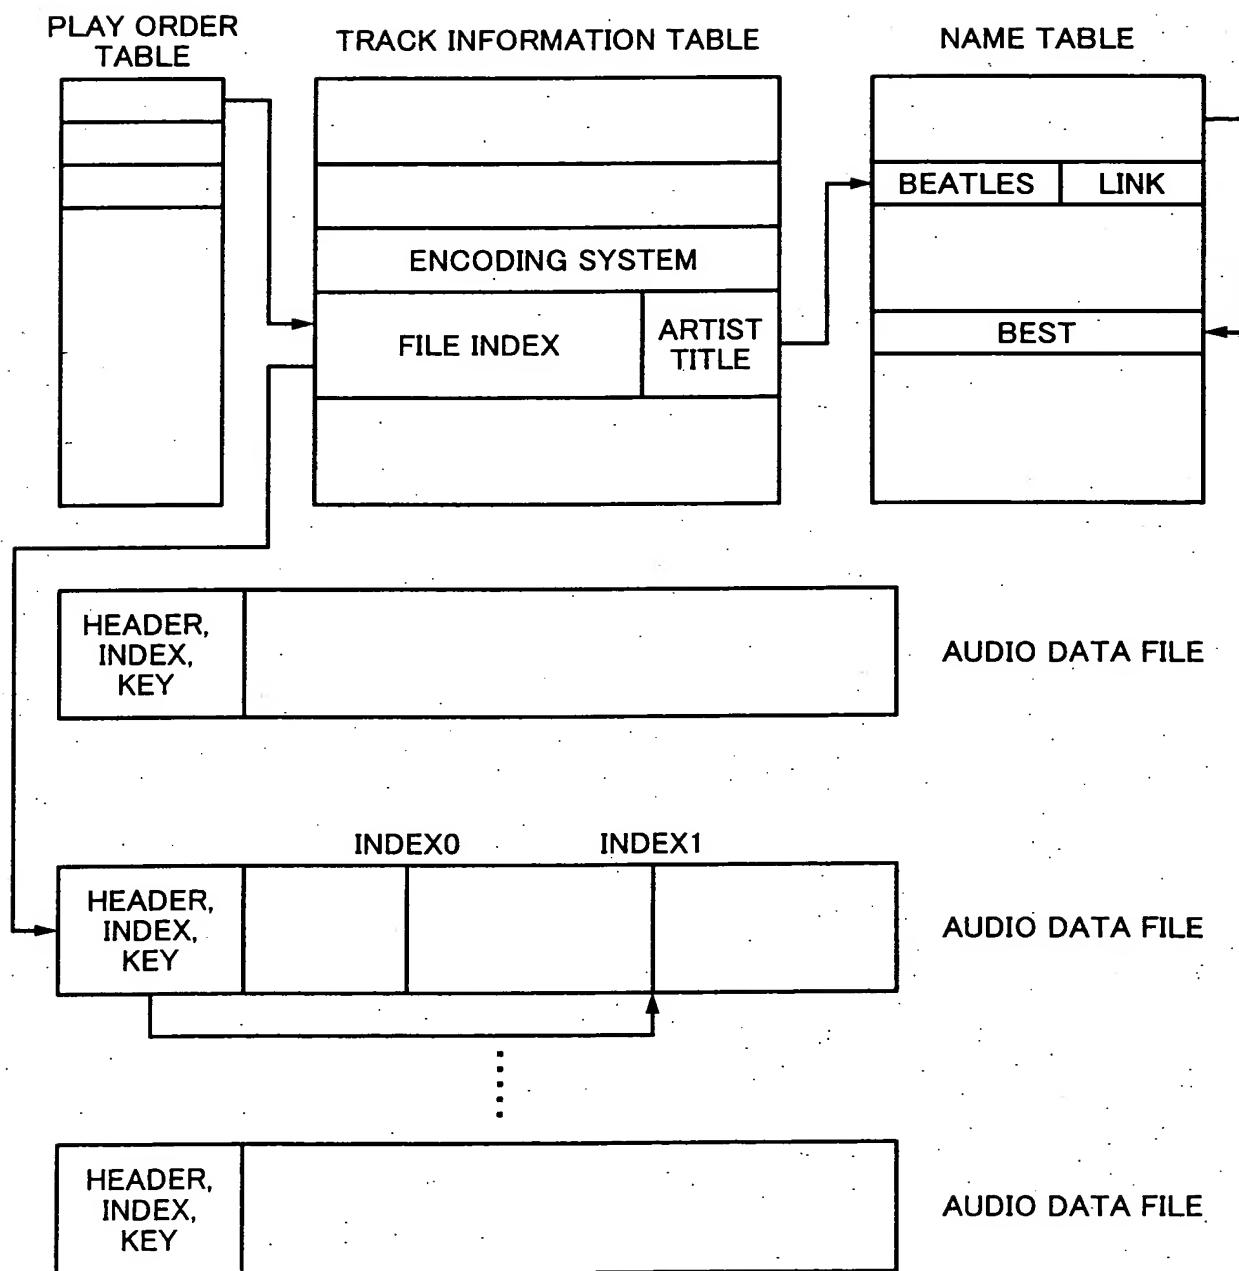 PLAY ORDER
TABLE
TRACK INFORMATION TABLE
NAME TABLE
BEATLES
LINK
ENCODING SYSTEM
FILE INDEX
ARTIST
TITLE
BEST
HEADER,
INDEX,
KEY
AUDIO DATA FILE
INDEX0
INDEX1
HEADER,
INDEX,
KEY
AUDIO DATA FILE
HEADER,
INDEX,
KEY
AUDIO DATA FILE